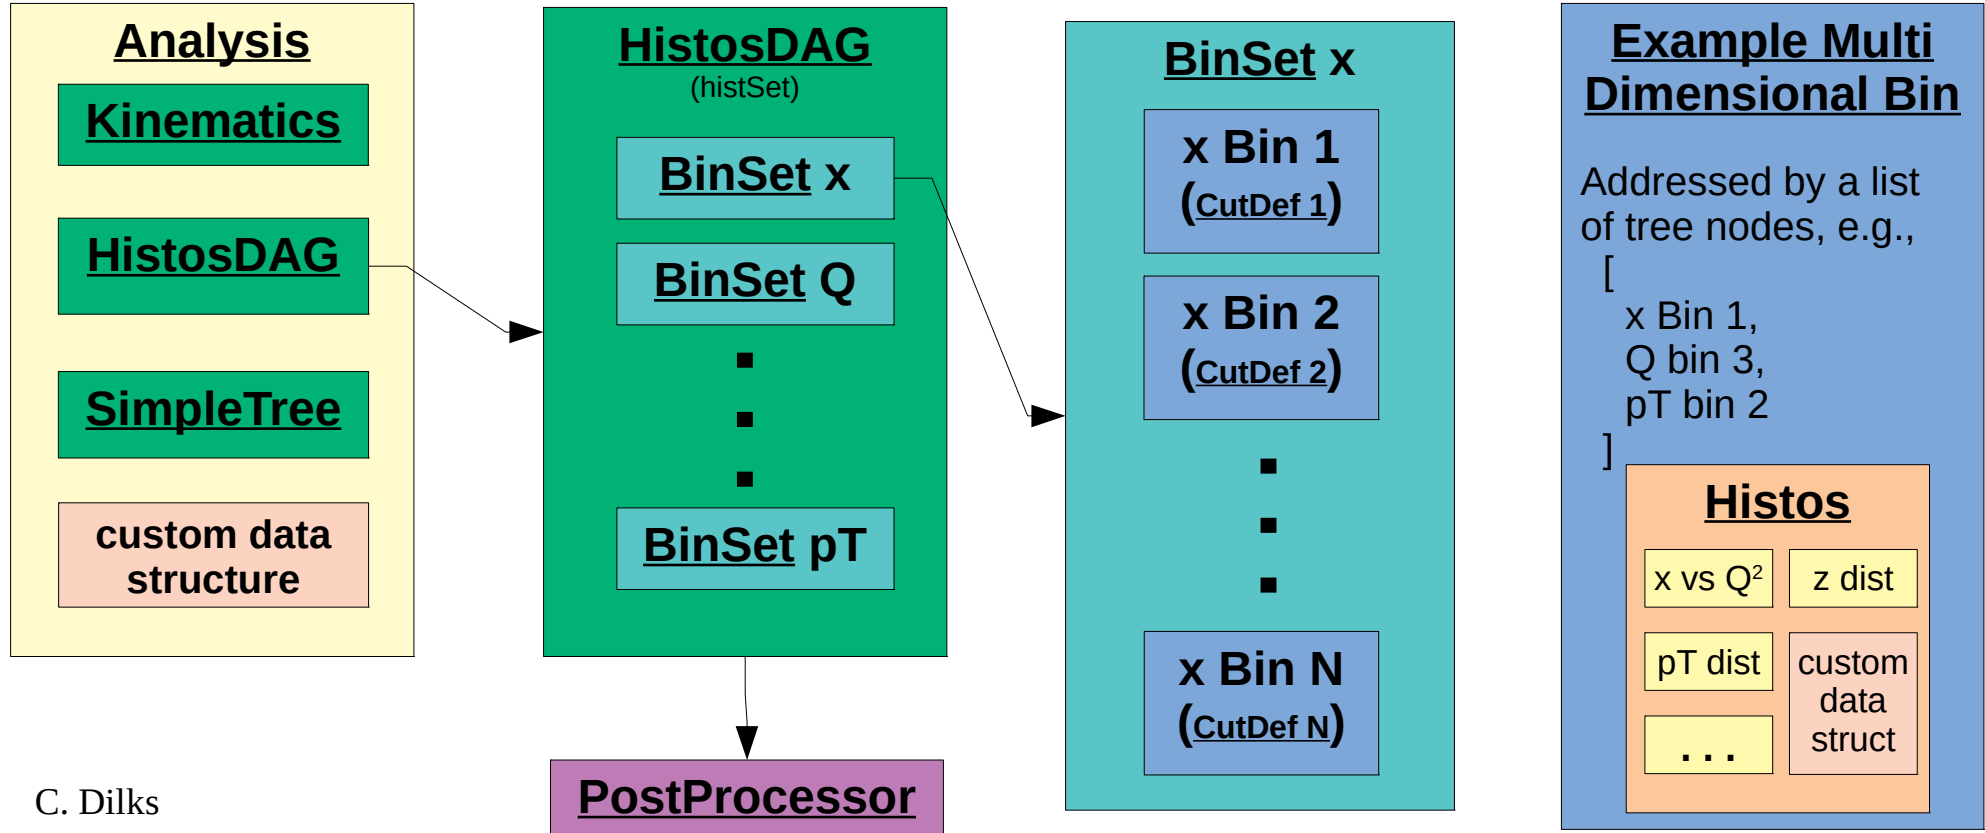 Analysis
Kinematics
HistosDAG
SimpleTree
custom data
structure
C. Dilks
HistosDAG
(histSet)
BinSet x
BinSet Q
BinSet pT
PostProcessor
BinSet x
x Bin 1
(CutDef 1)
x Bin 2
(CutDef 2)
x Bin N
(CutDef N)
Example Multi
Dimensional Bin
Addressed by a list
of tree nodes, e.g.,
[
x Bin 1,
Q bin 3,
pT bin 2
]
Histos
x vs Q²
z dist
pT dist
custom
data
struct
. . .